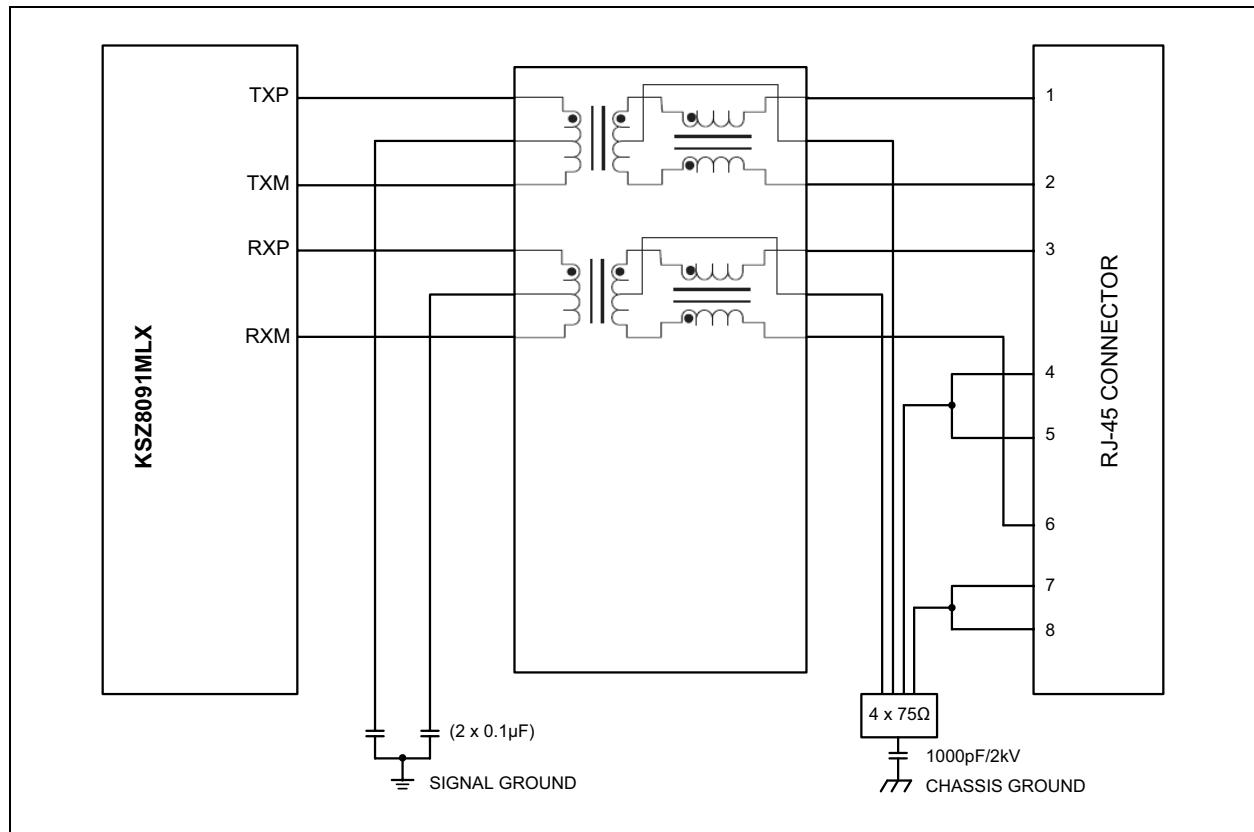 TXP
TXM
RXP
RXM
KSZ8091MLX
1
2
3
4
5
6
7
8
RJ-45 CONNECTOR
(2 x 0.1µF)
SIGNAL GROUND
4 x 75Ω
1000pF/2kV
CHASSIS GROUND